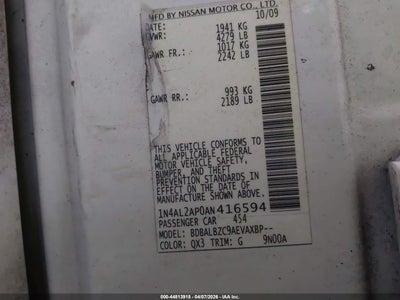 MFD BY NISSAN MOTOR CO., LTD.
DATE: 10/09
GVWR: 1941 KG
4279 LB
GAWR FR.: 1017 KG
2242 LB
GAWR RR.: 993 KG
2189 LB
THIS VEHICLE CONFORMS TO
ALL APPLICABLE FEDERAL
MOTOR VEHICLE SAFETY,
BUMPER, AND THEFT
PREVENTION STANDARDS IN
EFFECT ON THE DATE OF
MANUFACTURE SHOWN ABOVE.
1N4AL2AP0AN416594
PASSENGER CAR 454
MODEL: BDBALBZC9AEVAXBP--
COLOR: QX3 TRIM: G 9N00A
000-44813915 - 04/07/2026 -